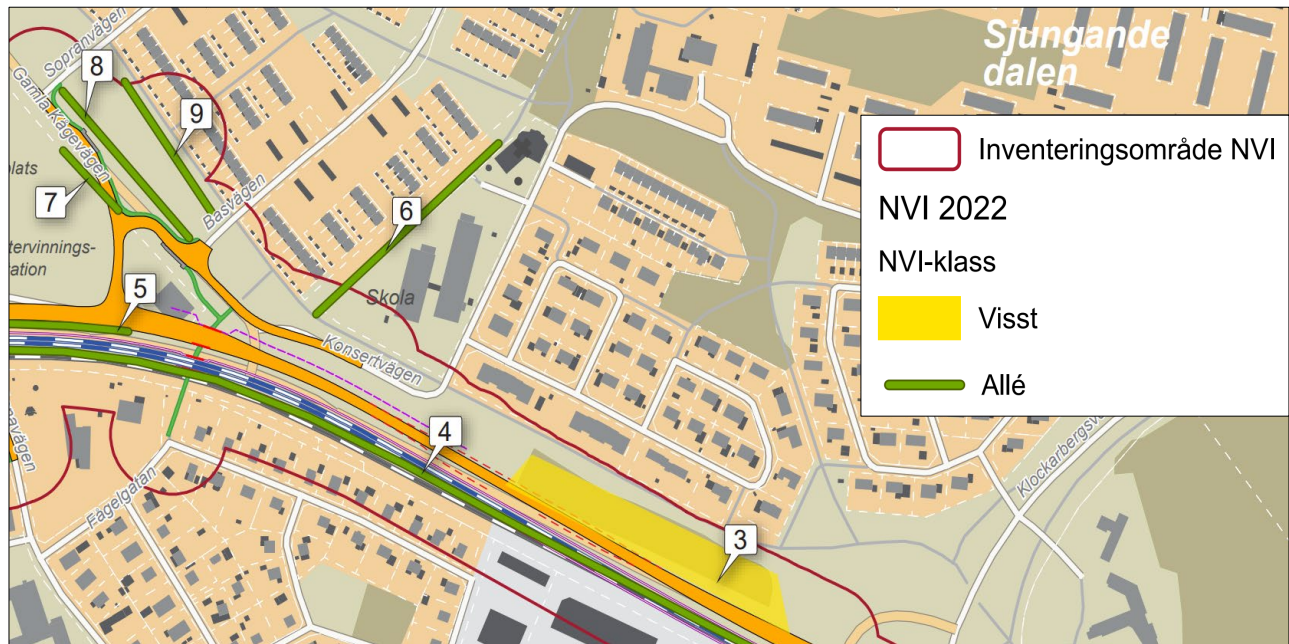 Sjungande
dalen
Sopranvägen
8
Gamla Kågevägen
9
7
Basvägen
6
5
Skola
Konsertvägen
4
Fågelgatan
3
Inventeringsområde NVI
NVI 2022
NVI-klass
Visst
Allé